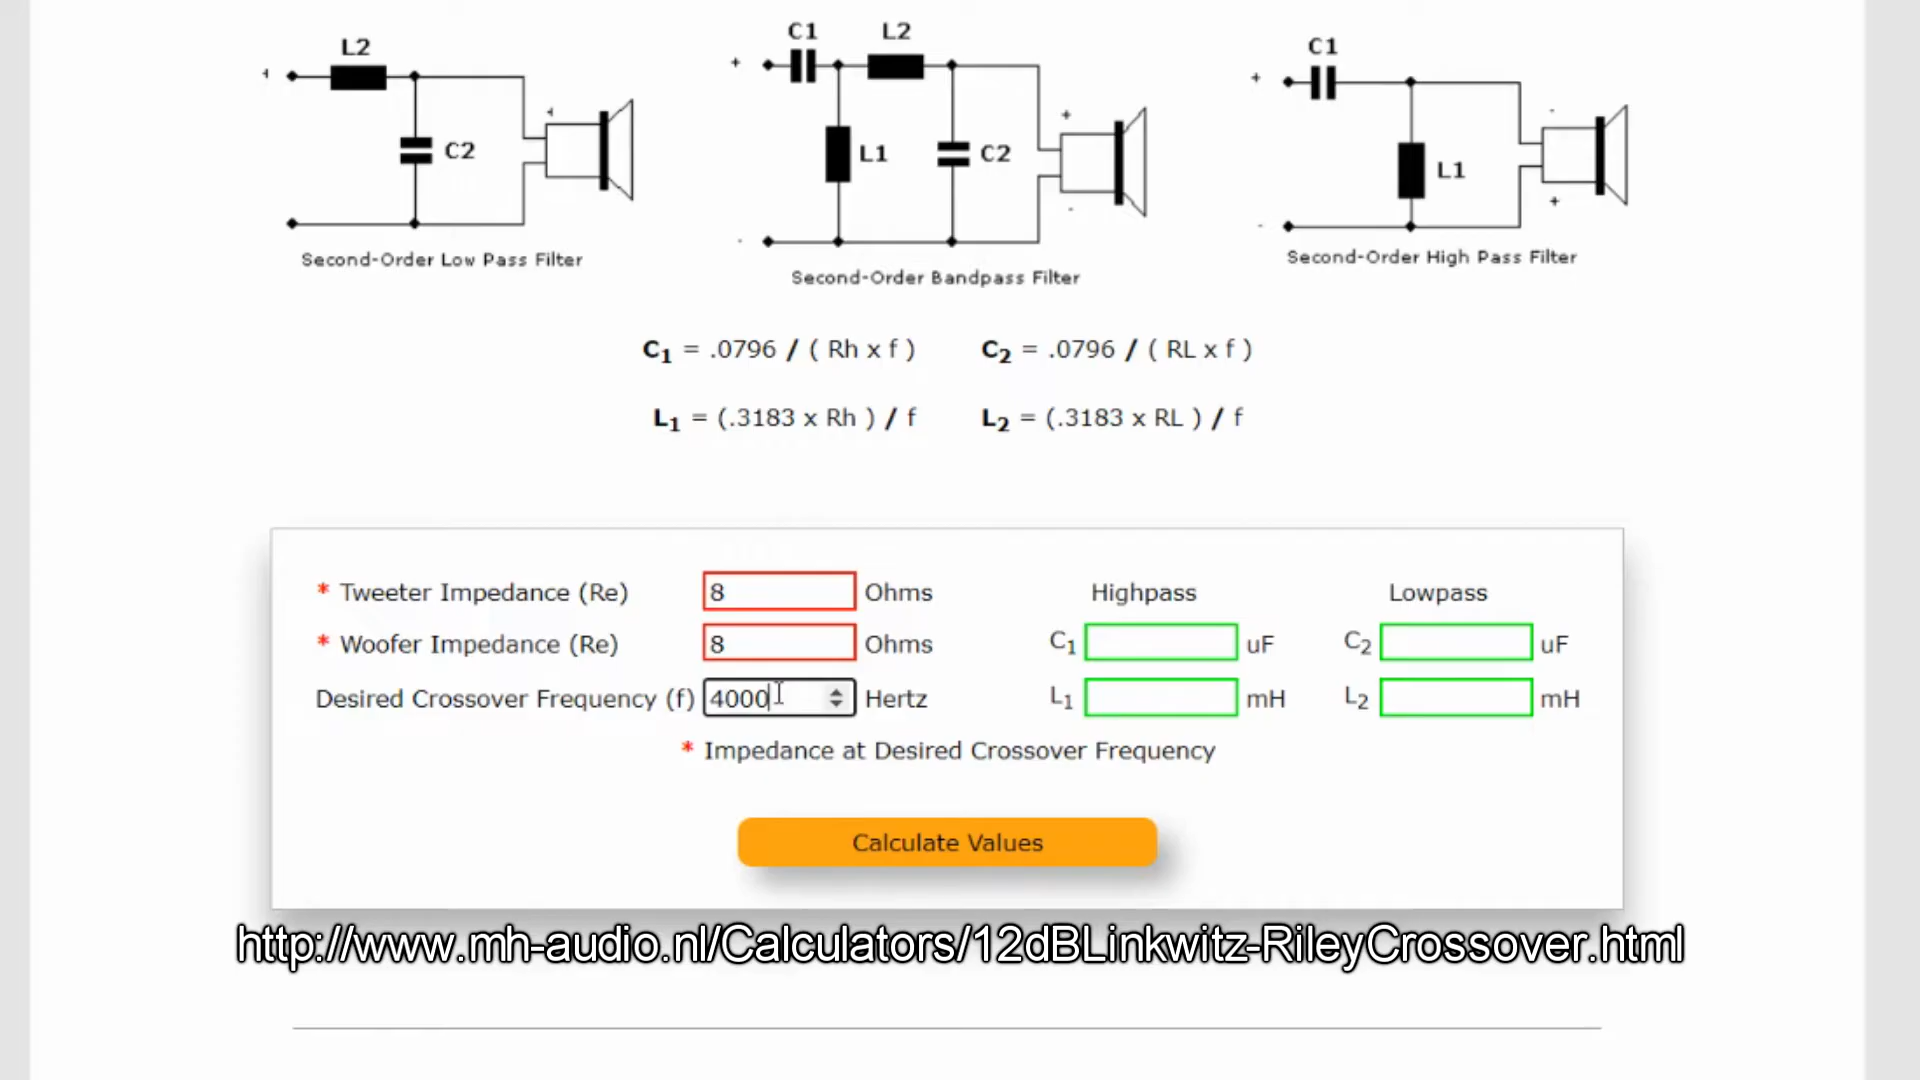 L2
C2
Second-Order Low Pass Filter
C1 L2
+
L1 C2
+
-
-
Second-Order Bandpass Filter
C1
+
-
L1
+
-
Second-Order High Pass Filter
C1 = .0796 / ( Rh x f ) C2 = .0796 / ( RL x f )
L1 = (.3183 x Rh ) / f L2 = (.3183 x RL ) / f
* Tweeter Impedance (Re) 8 Ohms Highpass Lowpass
* Woofer Impedance (Re) 8 Ohms C1 uF C2 uF
Desired Crossover Frequency (f) 4000 Hertz L1 mH L2 mH
* Impedance at Desired Crossover Frequency
Calculate Values
http://www.mh-audio.nl/Calculators/12dBLinkwitz-RileyCrossover.html